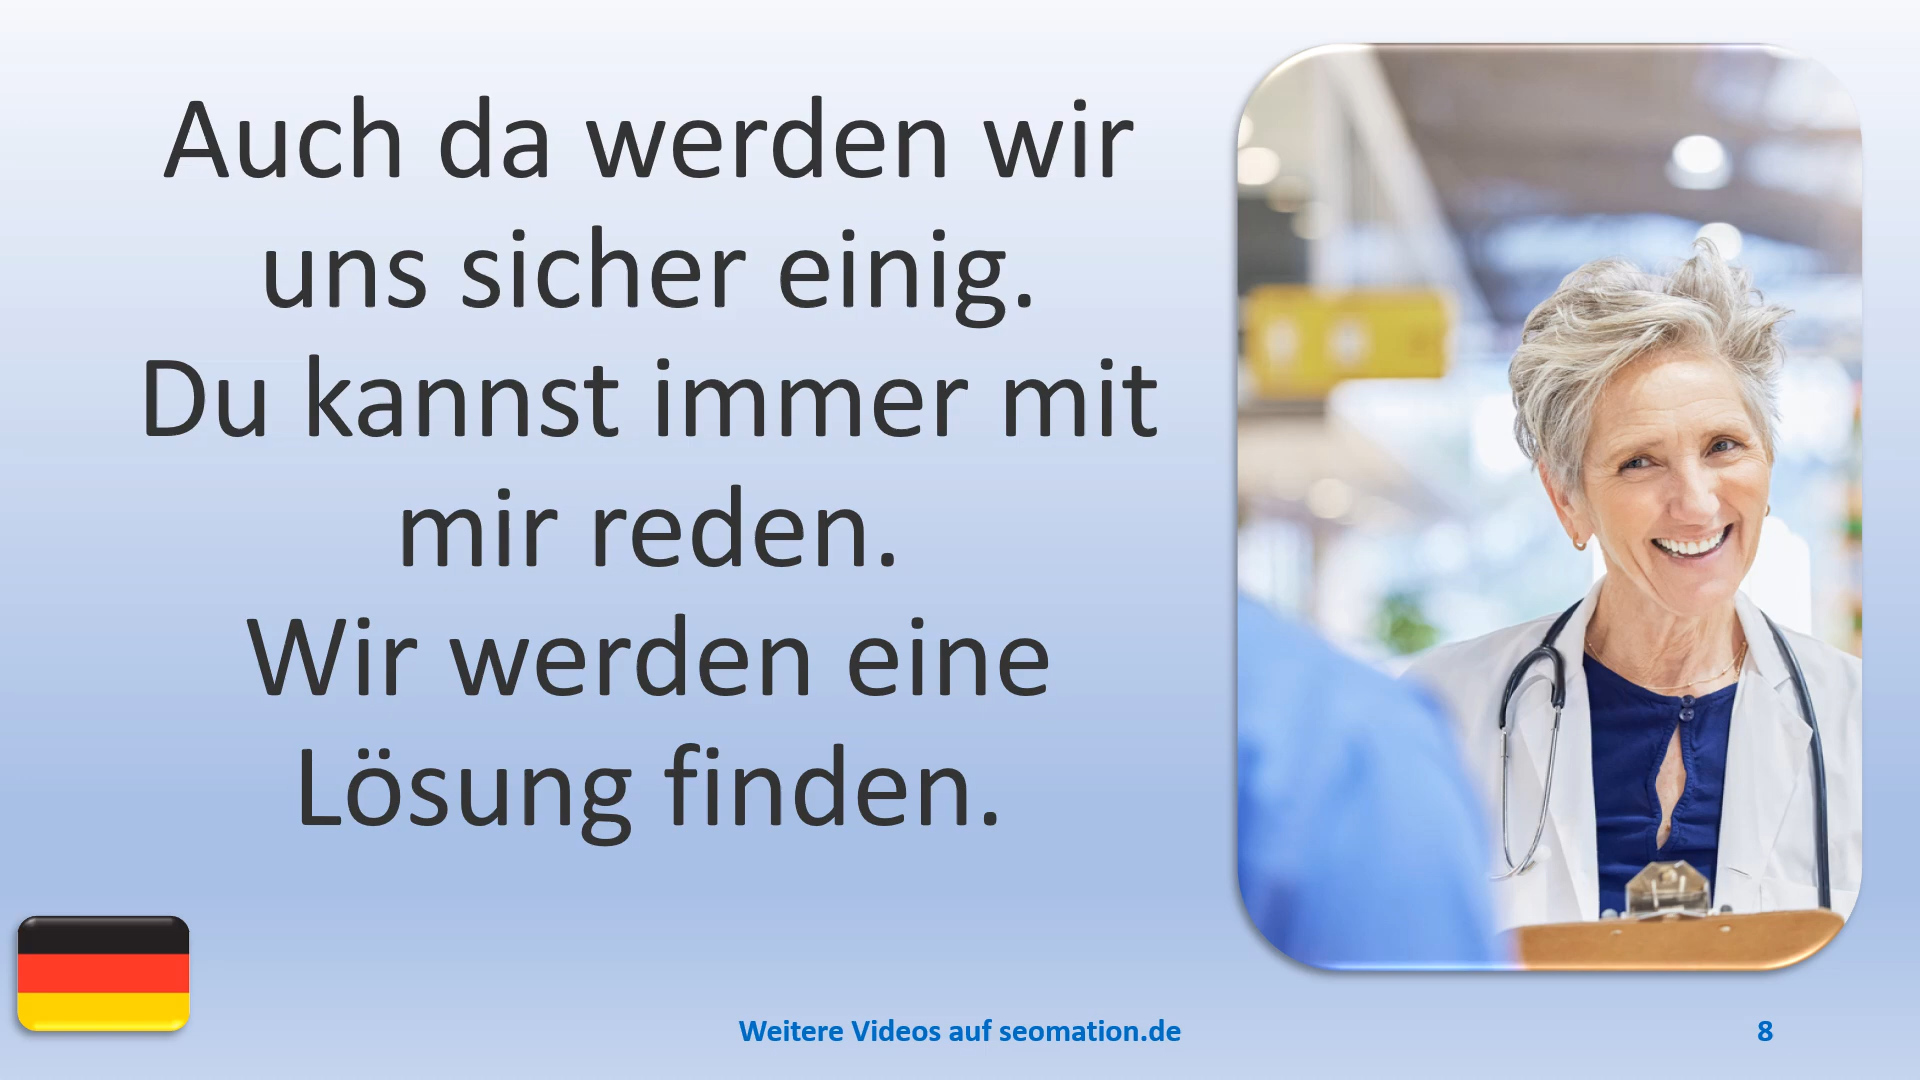 Auch da werden wir
uns sicher einig.
Du kannst immer mit
mir reden.
Wir werden eine
Lösung finden.
Weitere Videos auf seomation.de
8